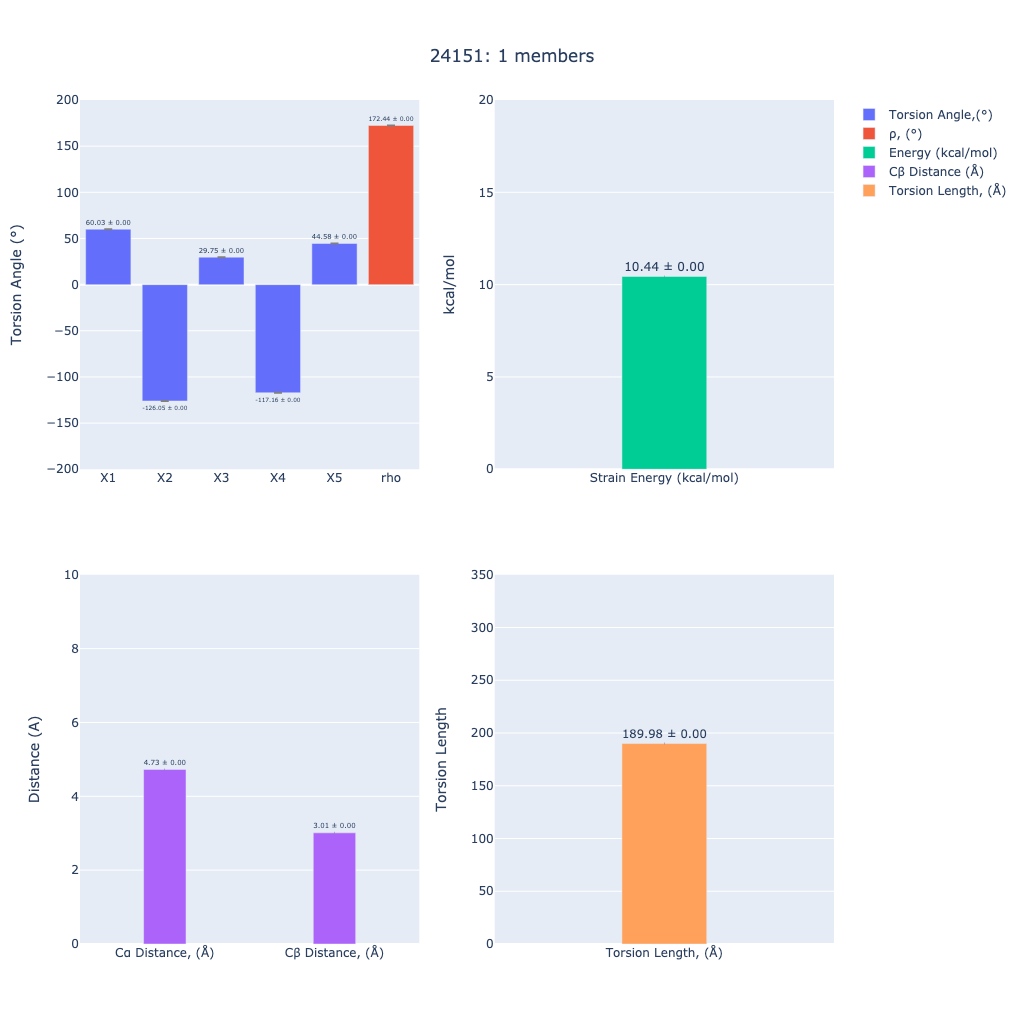 24151: 1 members
Torsion Angle (°)
200
150
100
50
0
−50
−100
−150
−200
60.03 ± 0.00
-126.05 ± 0.00
29.75 ± 0.00
-117.16 ± 0.00
44.58 ± 0.00
172.44 ± 0.00
X1 X2 X3 X4 X5 rho
kcal/mol
20
15
10
5
0
10.44 ± 0.00
Strain Energy (kcal/mol)
Torsion Angle,(°)
ρ, (°)
Energy (kcal/mol)
Cβ Distance (Å)
Torsion Length, (Å)
Distance (A)
10
8
6
4
2
0
4.73 ± 0.00
3.01 ± 0.00
Cα Distance, (Å) Cβ Distance, (Å)
Torsion Length
350
300
250
200
150
100
50
0
189.98 ± 0.00
Torsion Length, (Å)